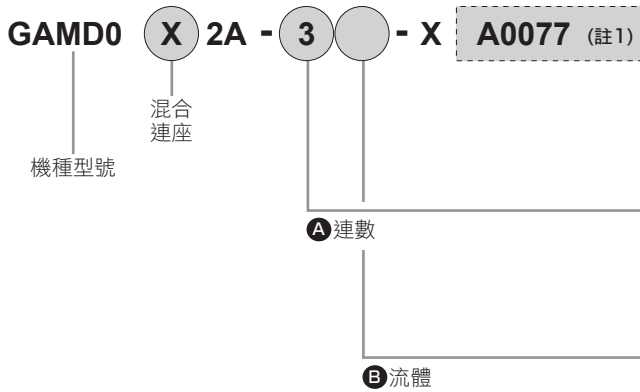 GAMD0 X 2A - 3 - X A0077 (註1)
混合
連座
機種型號
A 連數
B 流體